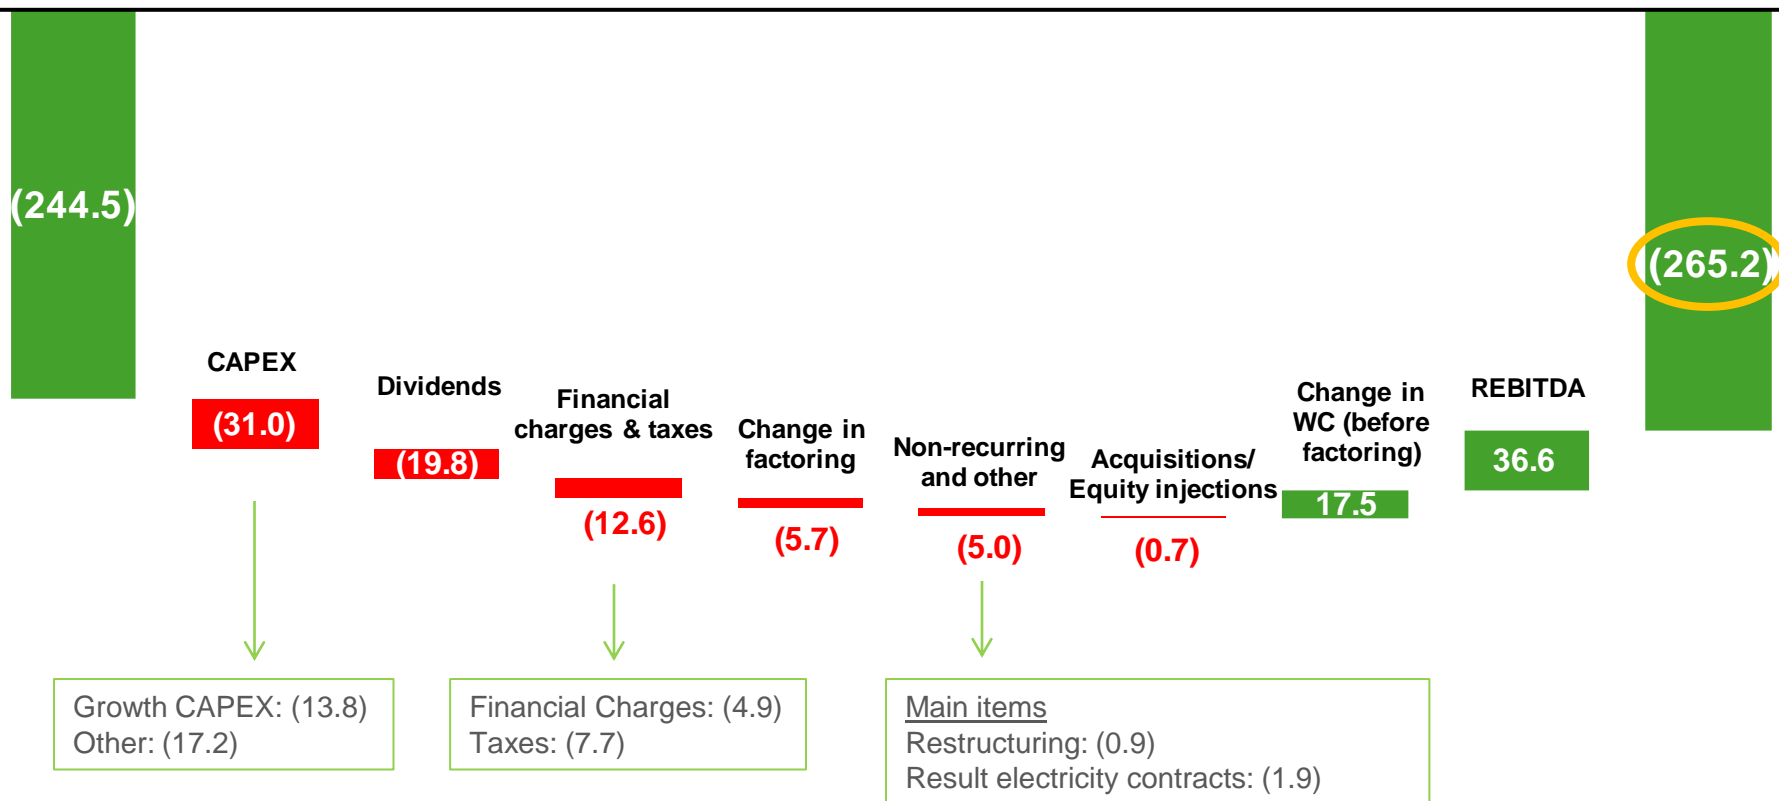 (244.5)
CAPEX
(31.0)
Dividends
(19.8)
Financial
charges & taxes
(12.6)
Change in
factoring
(5.7)
Non-recurring
and other
(5.0)
Acquisitions/
Equity injections
(0.7)
Change in
WC (before
factoring)
17.5
REBITDA
36.6
(265.2)
Growth CAPEX: (13.8)
Other: (17.2)
Financial Charges: (4.9)
Taxes: (7.7)
Main items
Restructuring: (0.9)
Result electricity contracts: (1.9)